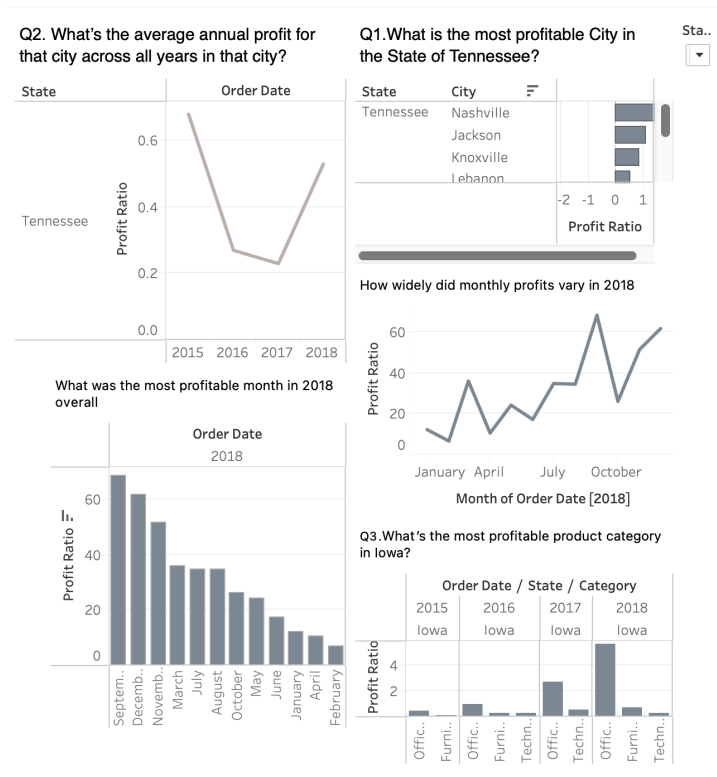 Q2. What's the average annual profit for
that city across all years in that city?
State
Order Date
Tennessee
Profit Ratio
0.6
0.4
0.2
0.0
2015 2016 2017 2018
Q1.What is the most profitable City in
the State of Tennessee?
Sta..
State City
Tennessee Nashville
Jackson
Knoxville
Lebanon
-2 -1 0 1
Profit Ratio
How widely did monthly profits vary in 2018
Profit Ratio
60
40
20
0
January April July October
Month of Order Date [2018]
What was the most profitable month in 2018
overall
Order Date
2018
Profit Ratio
60
40
20
0
Septem..
Decemb..
Novemb..
March
July
August
October
May
June
January
April
February
Q3.What's the most profitable product category
in Iowa?
Order Date / State / Category
2015 2016 2017 2018
Iowa Iowa Iowa Iowa
Profit Ratio
4
2
Offic..
Furni..
Offic..
Furni..
Techn..
Offic..
Techn..
Offic..
Furni..
Techn..